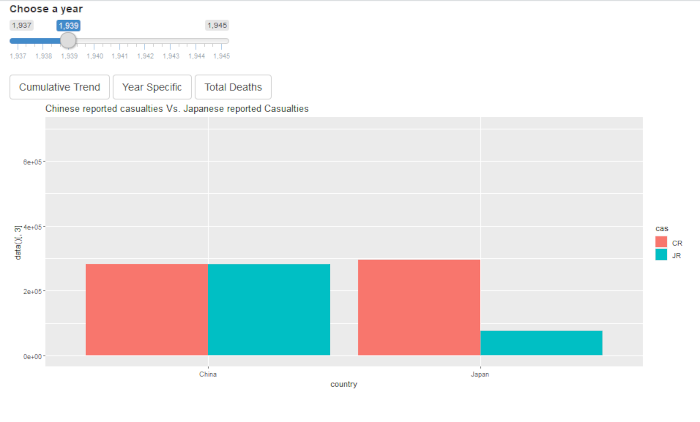 Choose a year
1,937 1,939 1,945
1,937 1,938 1,939 1,940 1,941 1,942 1,943 1,944 1,945
Cumulative Trend Year Specific Total Deaths
Chinese reported casualties Vs. Japanese reported Casualties
6e+05
4e+05
2e+05
0e+00
data()[, 3]
China Japan
country
cas
CR
JR